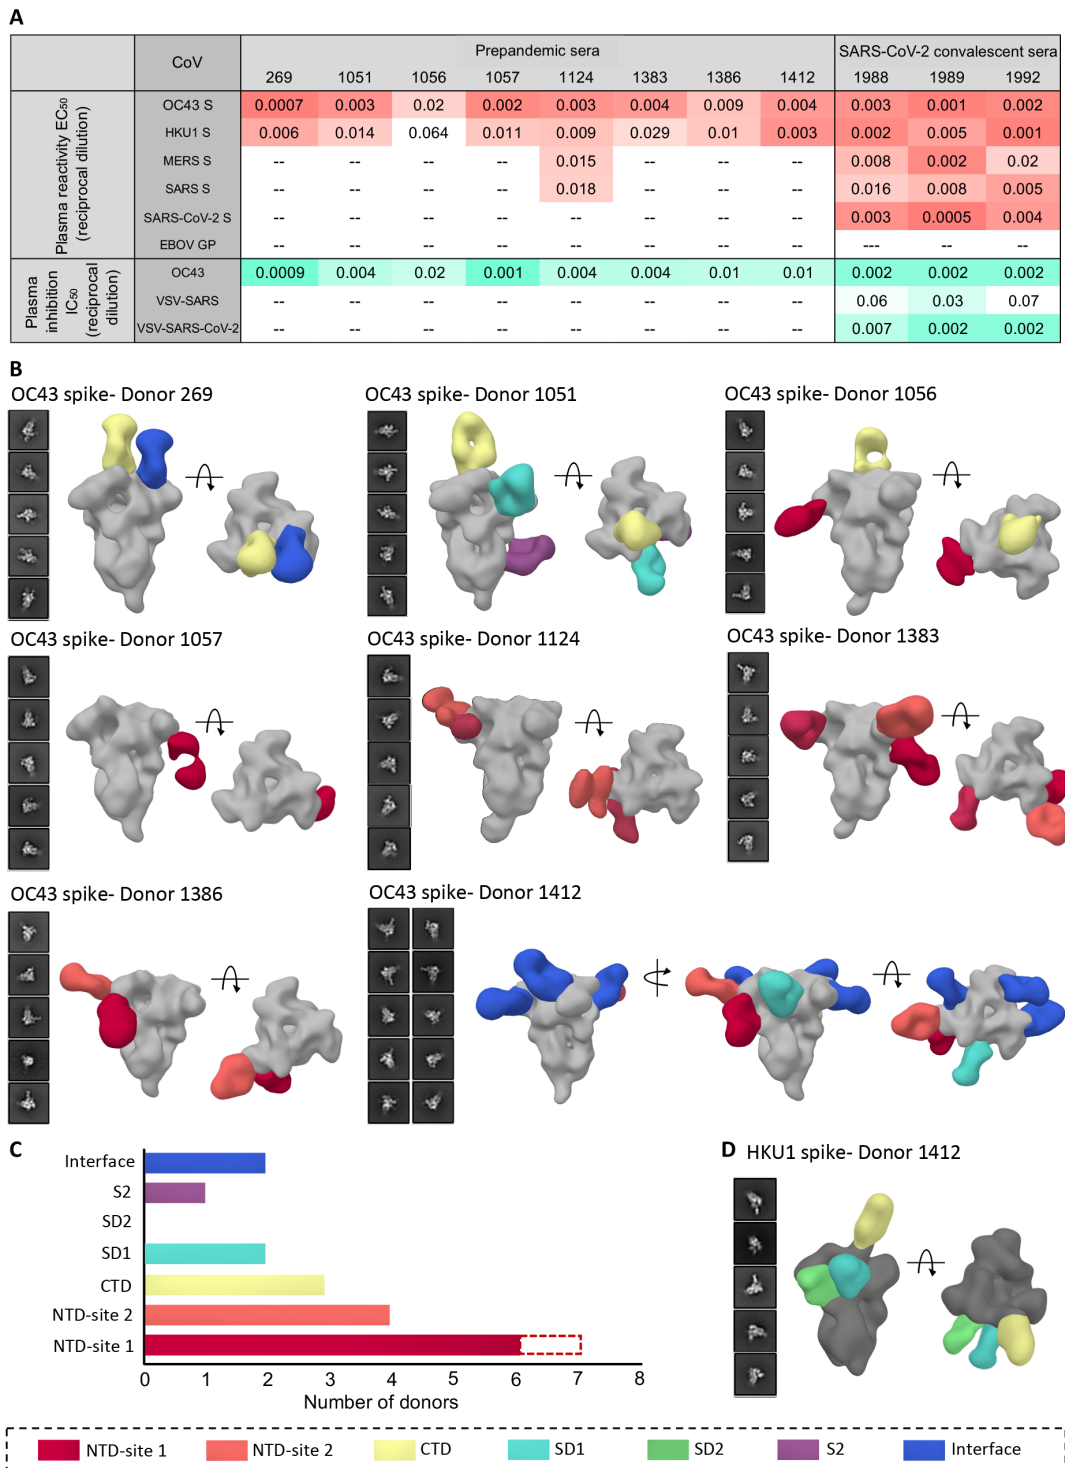 A
CoV
Prepandemic sera
SARS-CoV-2 convalescent sera
269 1051 1056 1057 1124 1383 1386 1412 1988 1989 1992
Plasma reactivity EC50
(reciprocal dilution)
OC43 S 0.0007 0.003 0.02 0.002 0.003 0.004 0.009 0.004 0.003 0.001 0.002
HKU1 S 0.006 0.014 0.064 0.011 0.009 0.029 0.01 0.003 0.002 0.005 0.001
MERS S -- -- -- -- 0.015 -- -- -- 0.008 0.002 0.02
SARS S -- -- -- -- 0.018 -- -- -- 0.016 0.008 0.005
SARS-CoV-2 S -- -- -- -- -- -- -- -- 0.003 0.0005 0.004
EBOV GP -- -- -- -- -- -- -- -- --- -- --
Plasma
inhibition
IC50
(reciprocal
dilution)
OC43 0.0009 0.004 0.02 0.001 0.004 0.004 0.01 0.01 0.002 0.002 0.002
VSV-SARS -- -- -- -- -- -- -- -- 0.06 0.03 0.07
VSV-SARS-CoV-2 -- -- -- -- -- -- -- -- 0.007 0.002 0.002
B
OC43 spike- Donor 269
OC43 spike- Donor 1051
OC43 spike- Donor 1056
OC43 spike- Donor 1057
OC43 spike- Donor 1124
OC43 spike- Donor 1383
OC43 spike- Donor 1386
OC43 spike- Donor 1412
C
Interface
S2
SD2
SD1
CTD
NTD-site 2
NTD-site 1
0 1 2 3 4 5 6 7 8
Number of donors
D HKU1 spike- Donor 1412
NTD-site 1 NTD-site 2 CTD SD1 SD2 S2 Interface